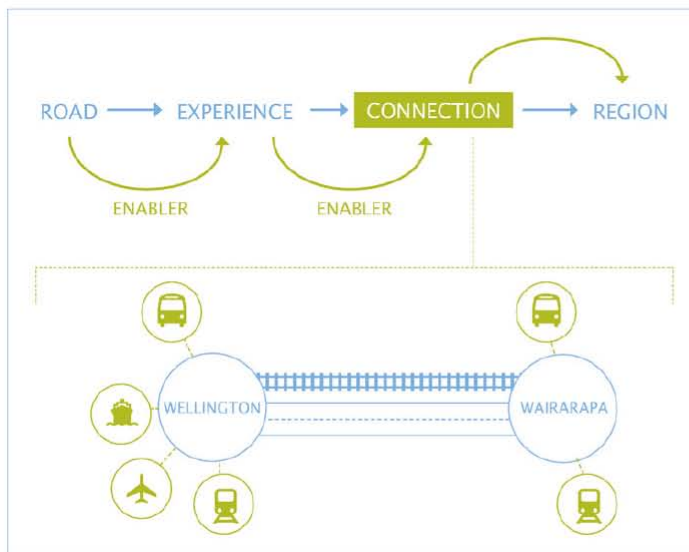 ROAD EXPERIENCE CONNECTION REGION
ENABLER ENABLER
WELLINGTON WAIRARAPA